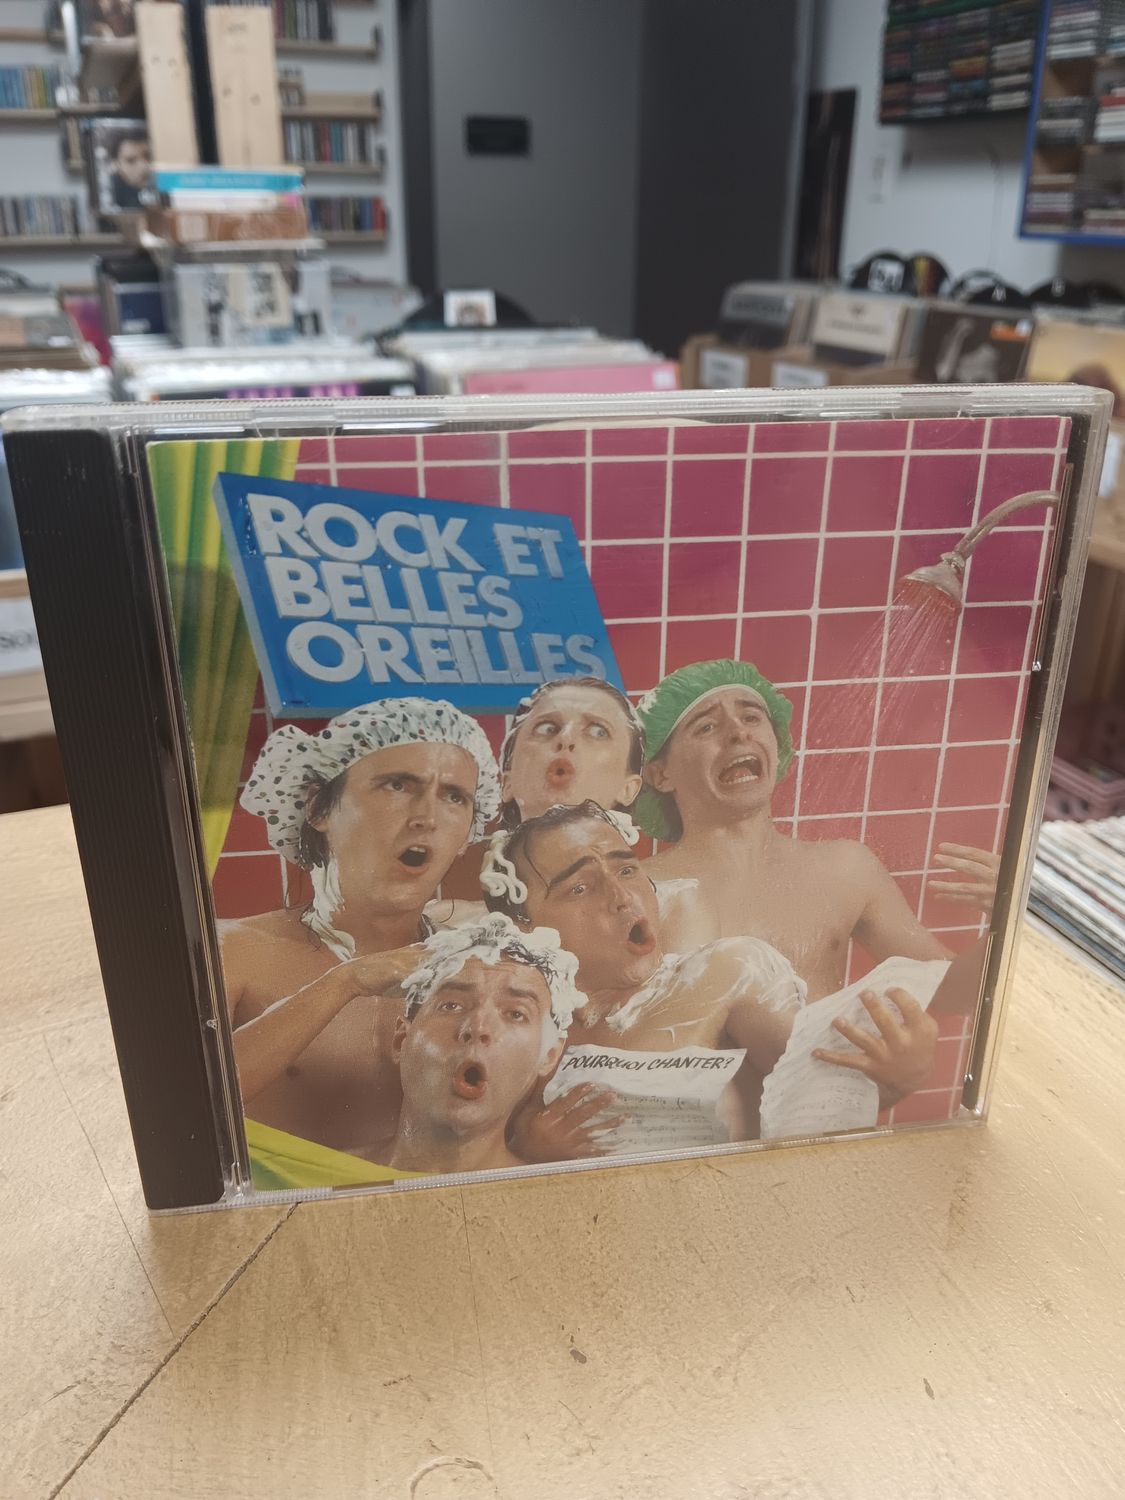 ROCK ET
BELLES
OREILLES
POURQUOI CHANTER?